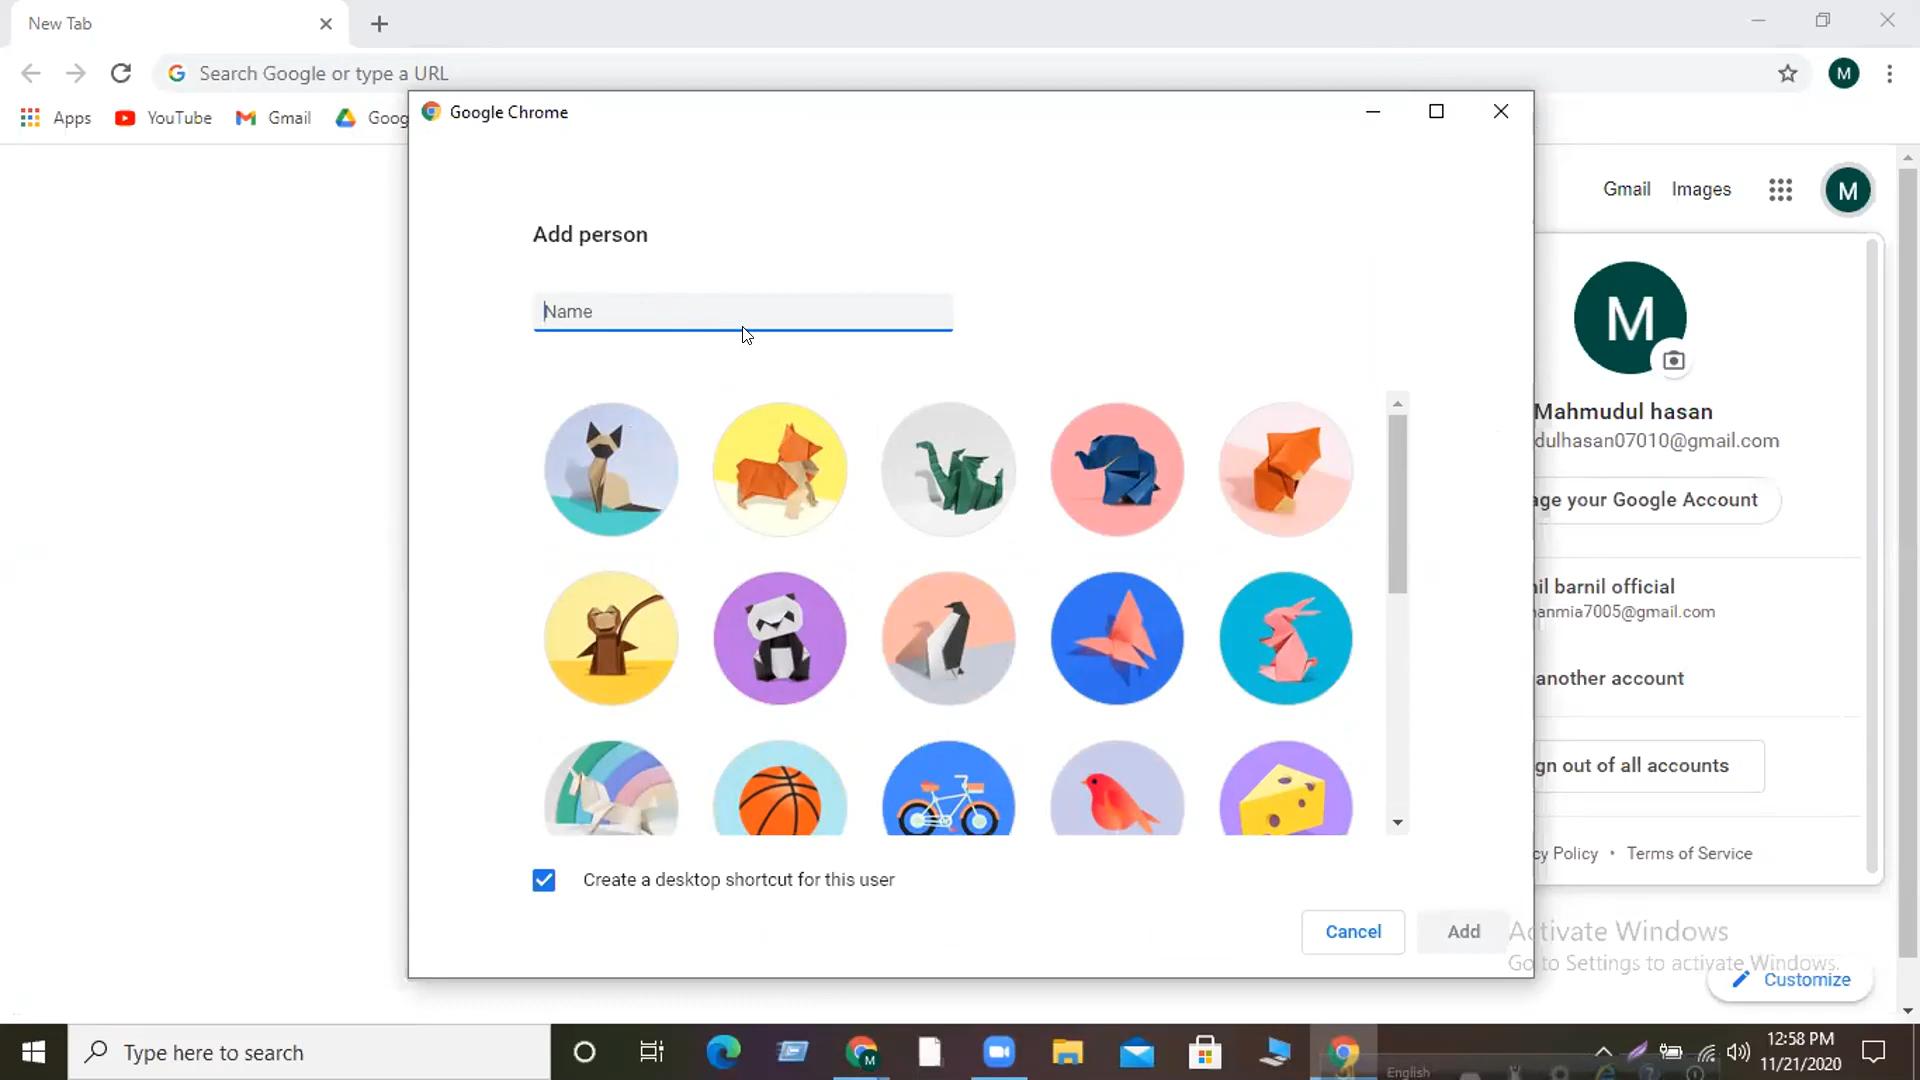 New Tab
Search Google or type a URL
M
Apps
YouTube
Gmail
Goog
Google Chrome
Gmail
Images
M
Add person
Name
M
Mahmudul hasan
dulhasan07010@gmail.com
age your Google Account
il barnil official
anmia7005@gmail.com
another account
gn out of all accounts
cy Policy • Terms of Service
Create a desktop shortcut for this user
Cancel
Add
Activate Windows
Go to Settings to activate Windows.
Customize
Type here to search
M
English
12:58 PM
11/21/2020